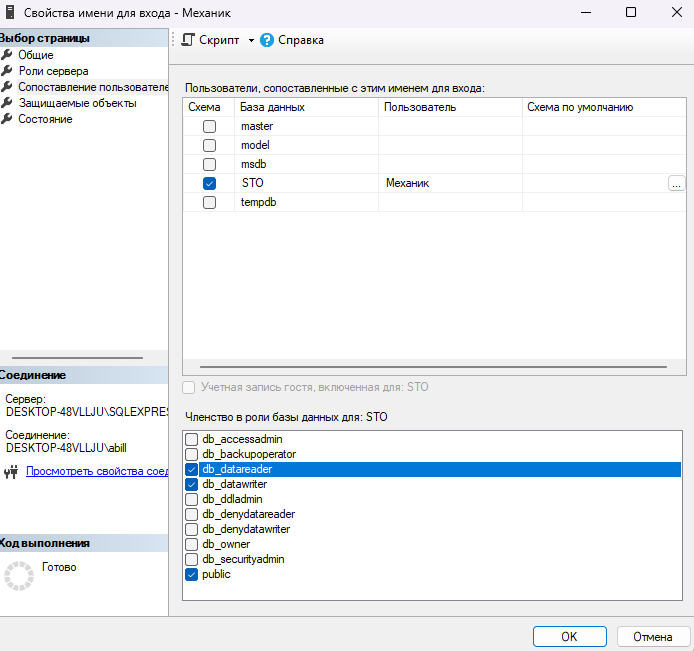 Свойства имени для входа - Механик
Выбор страницы
Общие
Роли сервера
Сопоставление пользователе
Защищаемые объекты
Состояние
Скрипт
Справка
Пользователи, сопоставленные с этим именем для входа:
Схема База данных Пользователь Схема по умолчанию
master
model
msdb
STO Механик ...
tempdb
Учетная запись гостя, включенная для: STO
Членство в роли базы данных для: STO
db_accessadmin
db_backupoperator
db_datareader
db_datawriter
db_ddladmin
db_denydatareader
db_denydatawriter
db_owner
db_securityadmin
public
Соединение
Сервер:
DESKTOP-48VLLJU\SQLEXPRES
Соединение:
DESKTOP-48VLLJU\abill
Просмотреть свойства соед
Ход выполнения
Готово
OK
Отмена